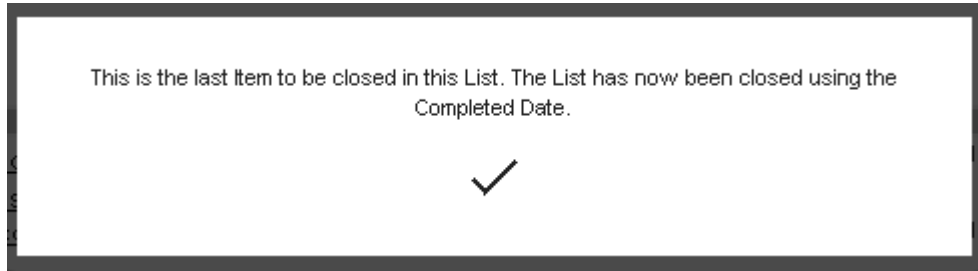 This is the last Item to be closed in this List. The List has now been closed using the
Completed Date.